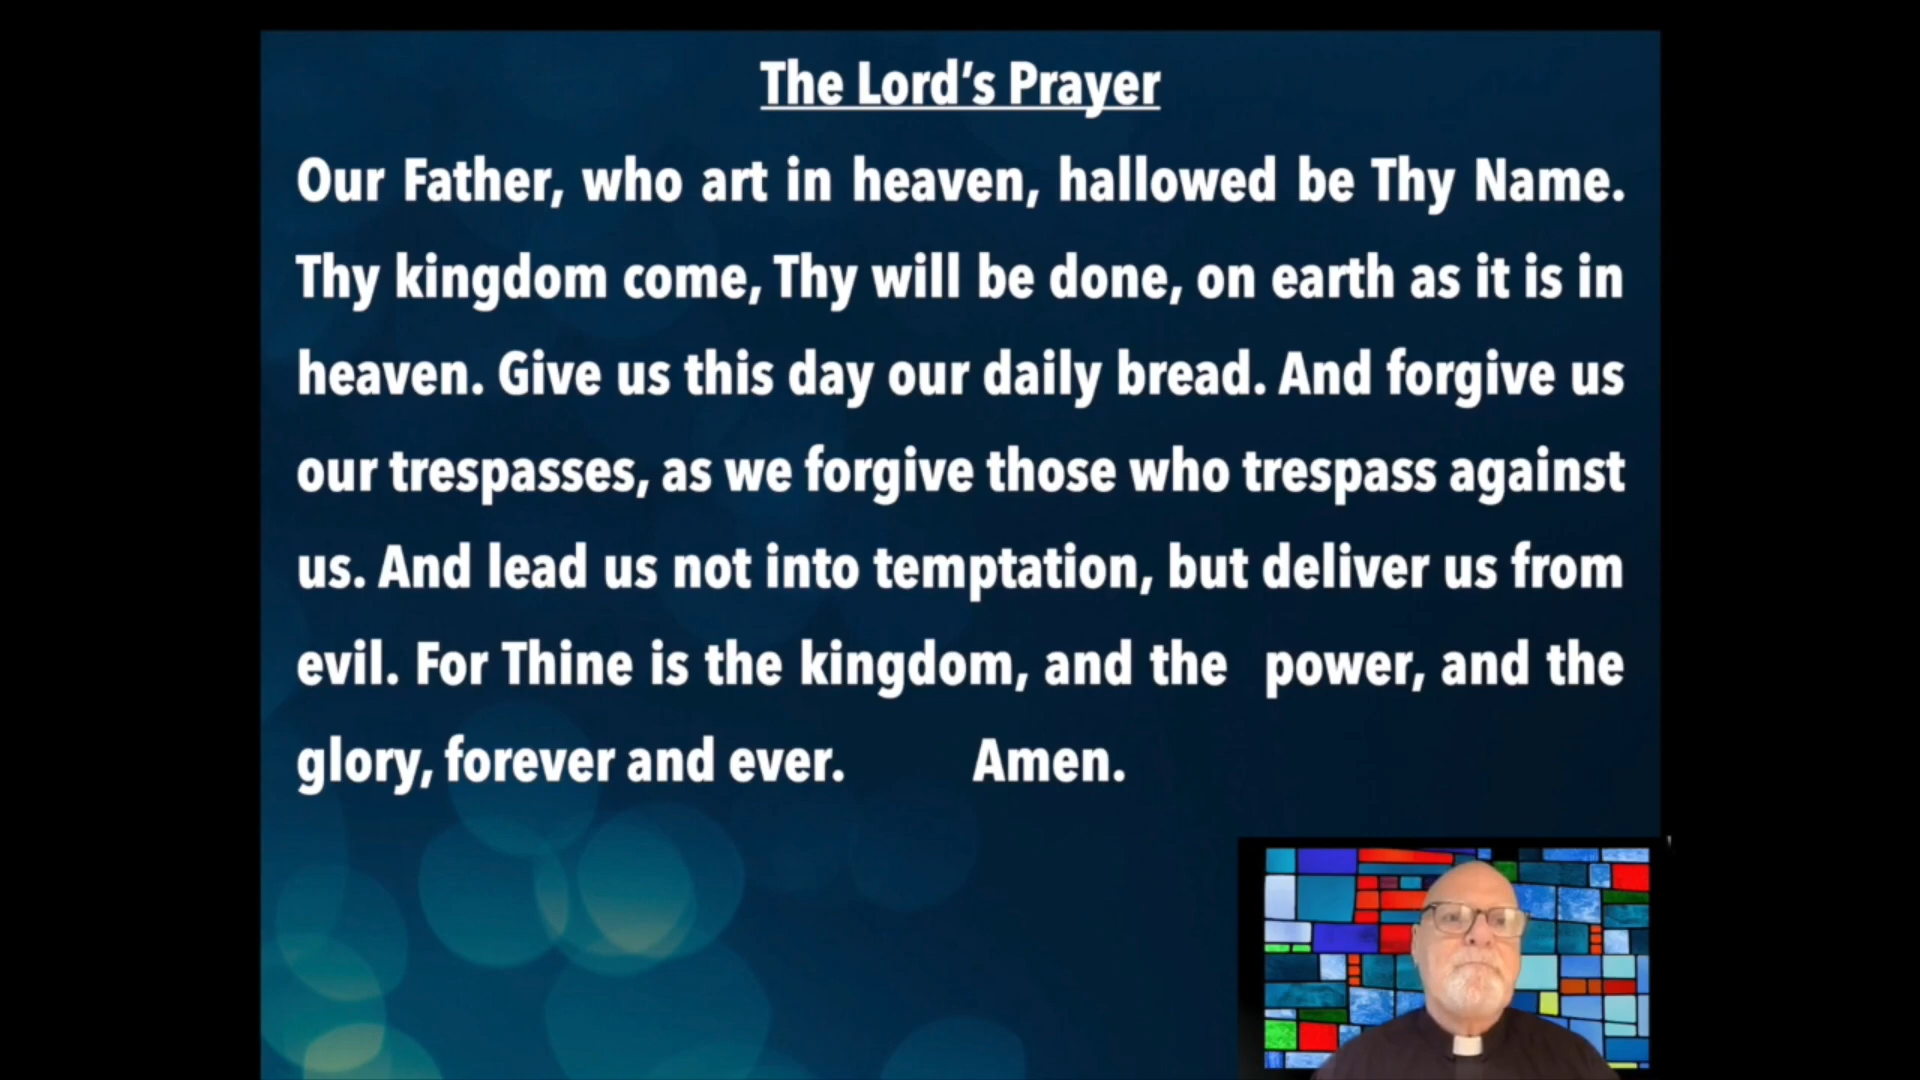 The Lord’s Prayer
Our Father, who art in heaven, hallowed be Thy Name.
Thy kingdom come, Thy will be done, on earth as it is in
heaven. Give us this day our daily bread. And forgive us
our trespasses, as we forgive those who trespass against
us. And lead us not into temptation, but deliver us from
evil. For Thine is the kingdom, and the power, and the
glory, forever and ever. Amen.